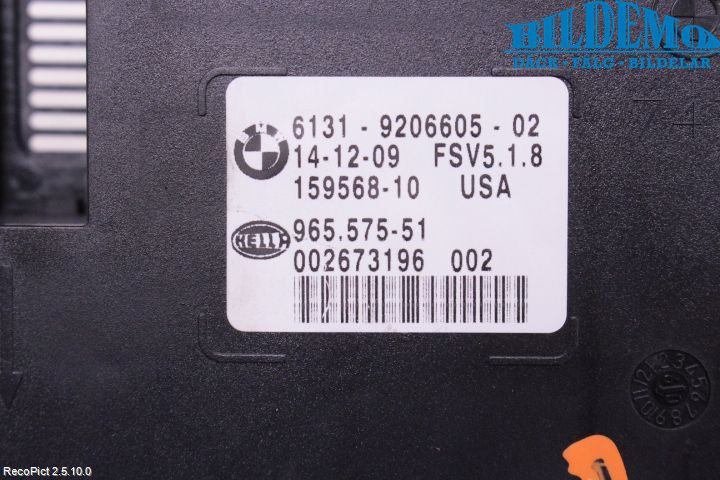 BILDEMO
DÄCK - FÄLG - BILDELAR
6131 - 9206605 - 02
14-12-09 FSV5.1.8
159568-10 USA
HELLA
965.575-51
002673196 002
RecoPict 2.5.10.0